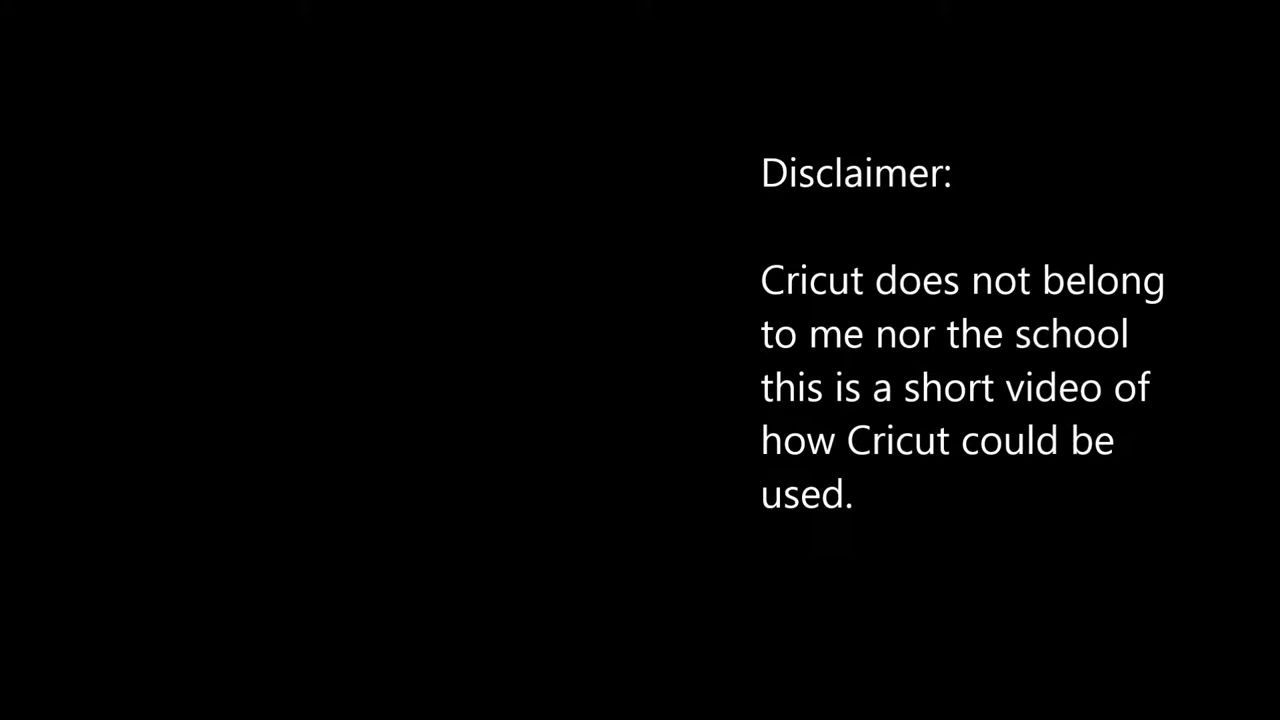 Disclaimer:
Cricut does not belong
to me nor the school
this is a short video of
how Cricut could be
used.